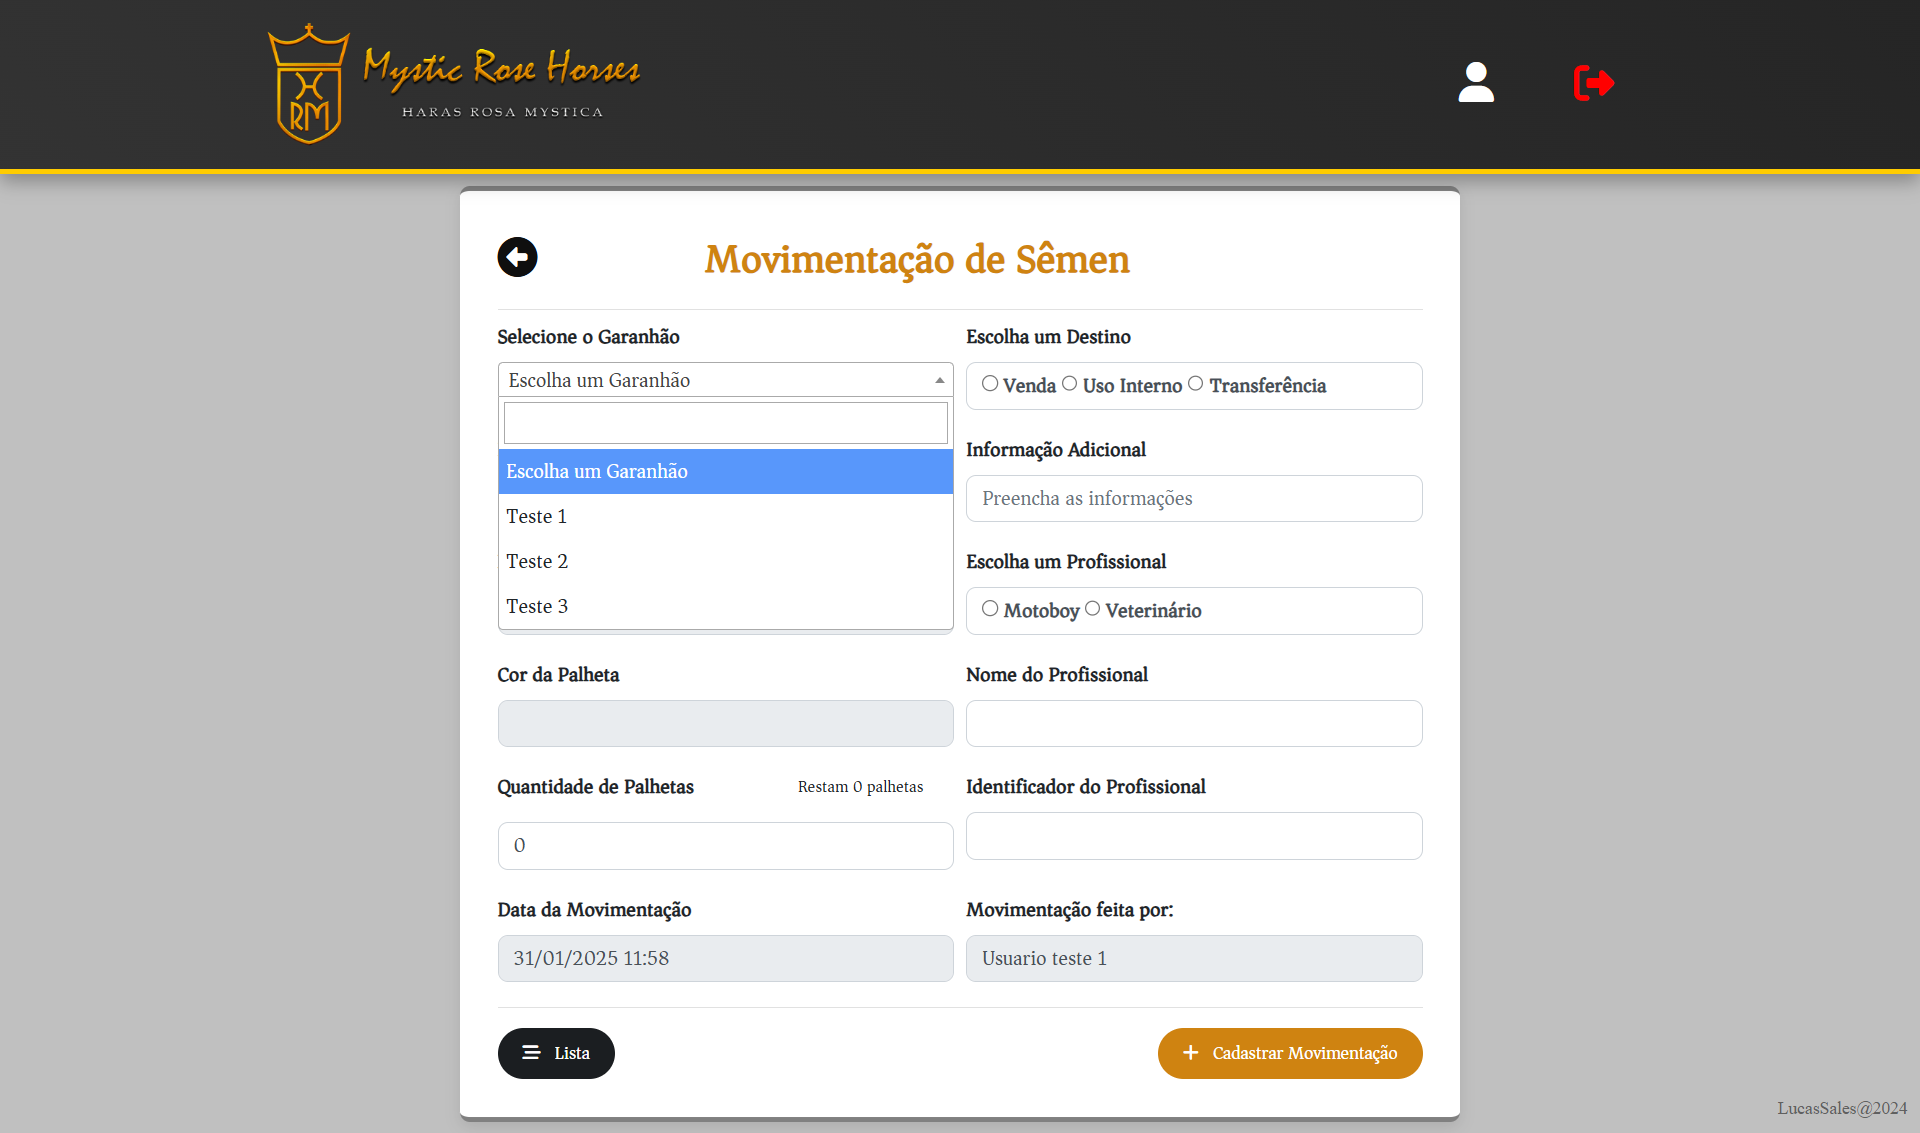 Mystic Rose Horses
HARAS ROSA MYSTICA
RM
Movimentação de Sêmen
Selecione o Garanhão
Escolha um Garanhão
Escolha um Garanhão
Teste 1
Teste 2
Teste 3
Cor da Palheta
Quantidade de Palhetas
Restam 0 palhetas
0
Data da Movimentação
31/01/2025 11:58
Escolha um Destino
Venda Uso Interno Transferência
Informação Adicional
Preencha as informações
Escolha um Profissional
Motoboy Veterinário
Nome do Profissional
Identificador do Profissional
Movimentação feita por:
Usuario teste 1
Lista
Cadastrar Movimentação
LucasSales@2024